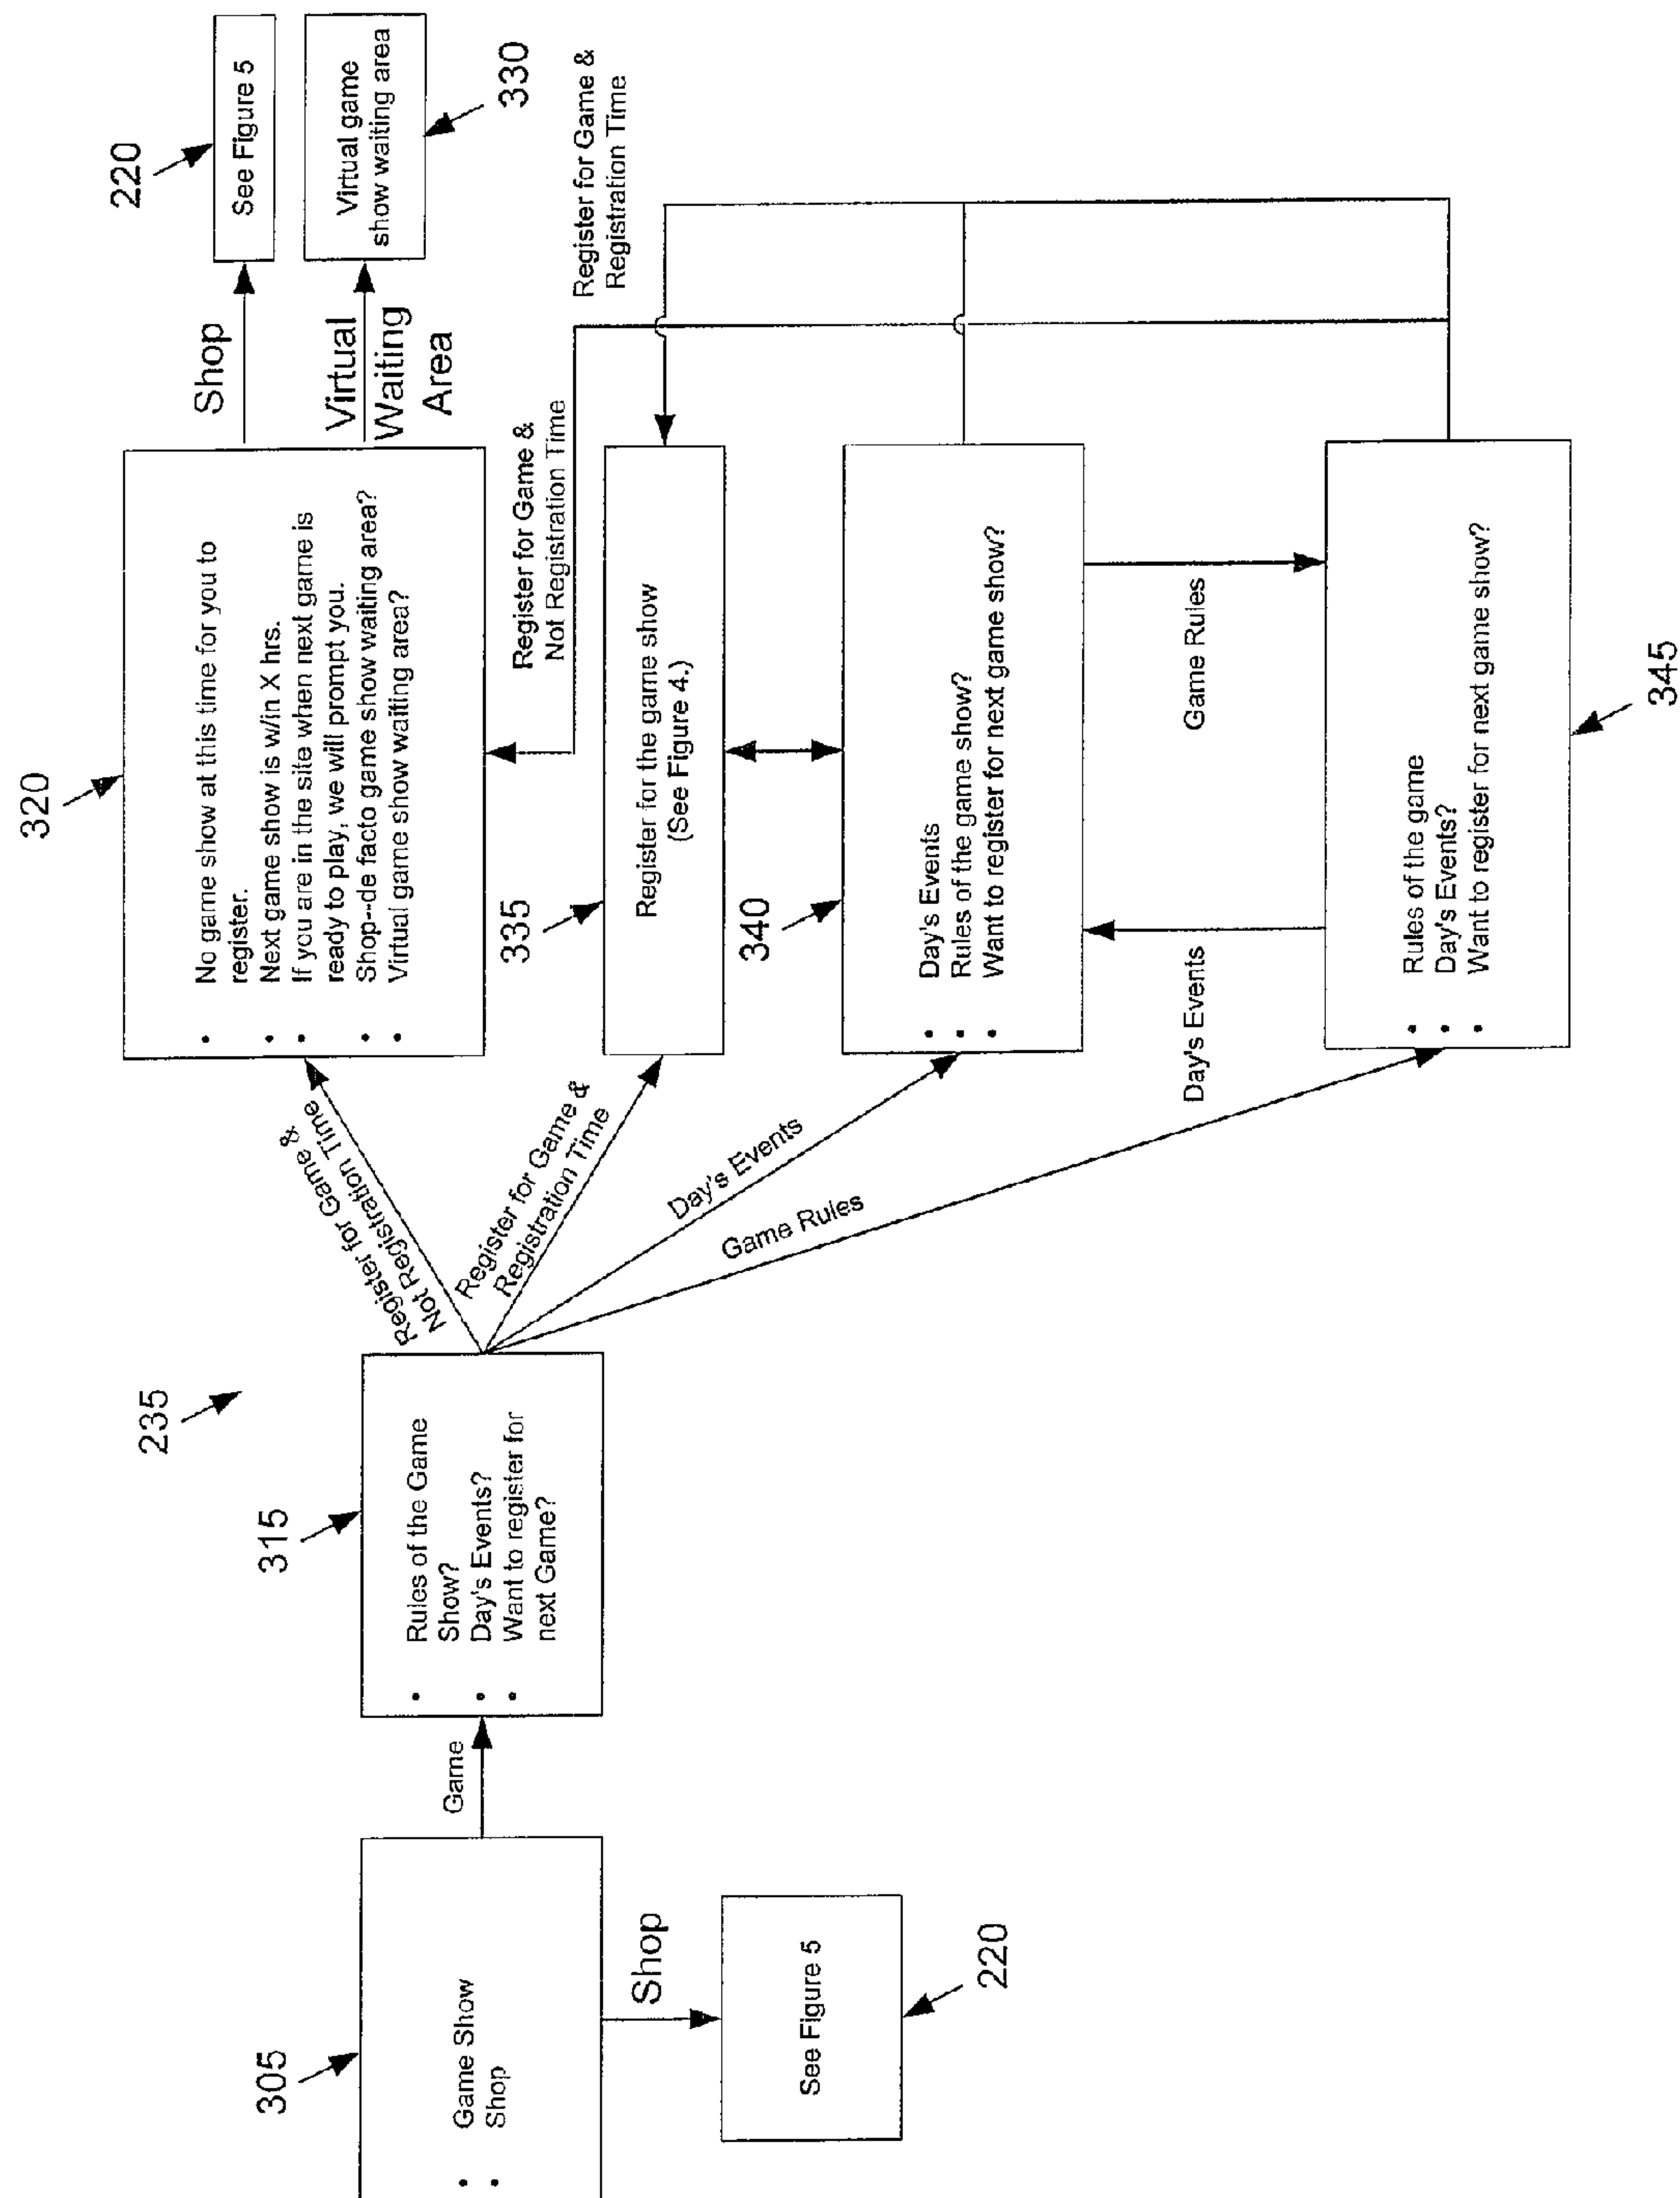 305
• Game Show
• Shop
Shop
See Figure 5
220
Game
235
315
• Rules of the Game
Show?
• Day's Events?
• Want to register for
next Game?
Register for Game &
Not Registration Time
Register for Game &
Registration Time
Day's Events
Game Rules
320
• No game show at this time for you to
register.
• Next game show is w/in X hrs.
• If you are in the site when next game is
ready to play, we will prompt you.
• Shop--de facto game show waiting area?
• Virtual game show waiting area?
Shop
220
See Figure 5
Virtual
Waiting
Area
Virtual game
show waiting area
330
Register for Game &
Not Registration Time
Register for Game &
Registration Time
335
Register for the game show
(See Figure 4.)
340
• Day's Events
• Rules of the game show?
• Want to register for next game show?
Day's Events
Game Rules
• Rules of the game
• Day's Events?
• Want to register for next game show?
345